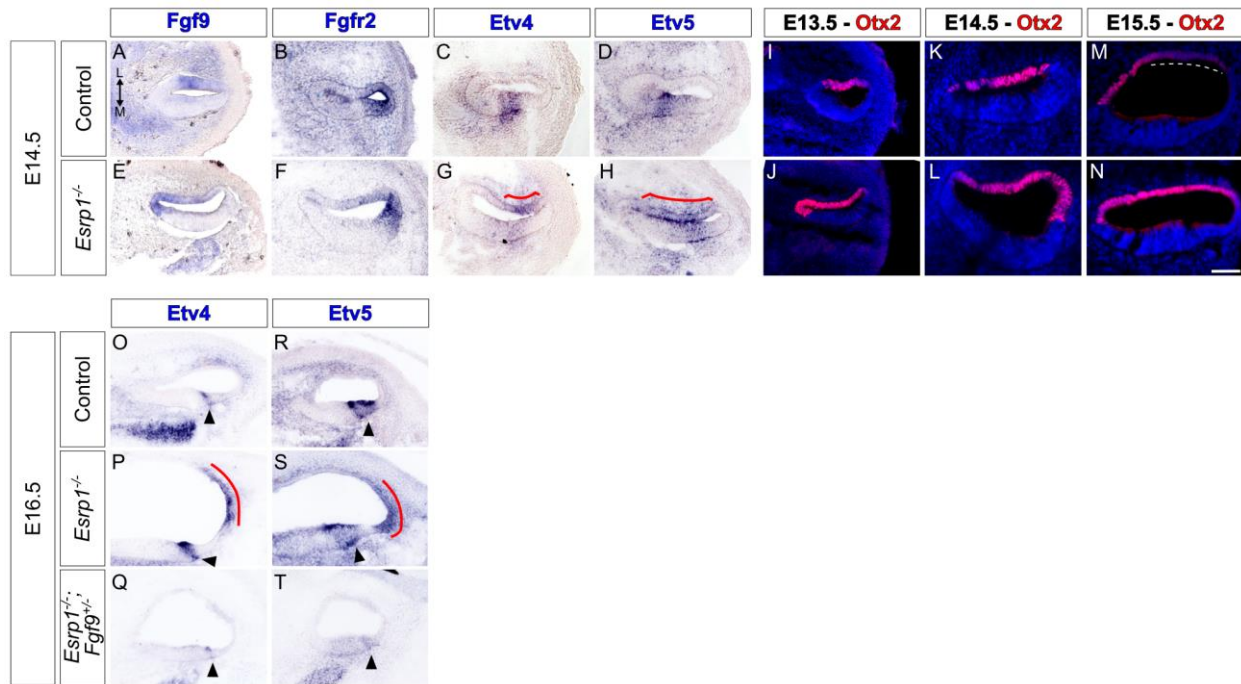 Fgf9 Fgfr2 Etv4 Etv5 E13.5 - Otx2 E14.5 - Otx2 E15.5 - Otx2
E14.5
Control
A B C D I K M
L
M
Esrp1-/-
E F G H J L N
Etv4 Etv5
E16.5
Control
O R
Esrp1-/-
P S
Esrp1-/-;
Fgf9+/-
Q T